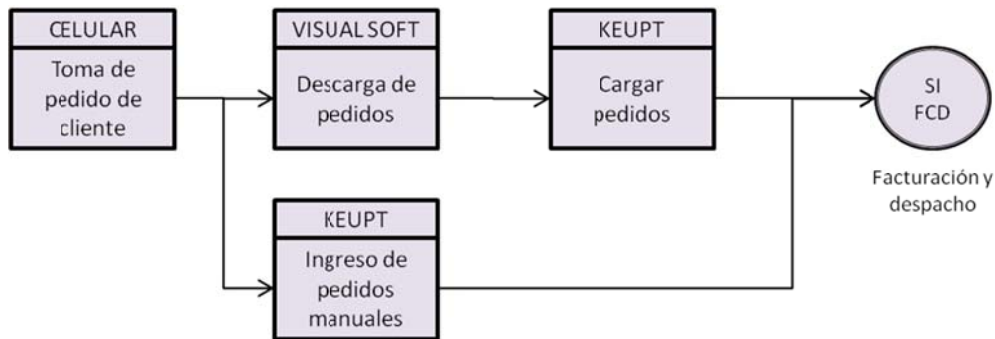 CELULAR
Toma de
pedido de
cliente
VISUAL SOFT
Descarga de
pedidos
KEUPT
Cargar
pedidos
SI
FCD
Facturación y
despacho
KEUPT
Ingreso de
pedidos
manuales